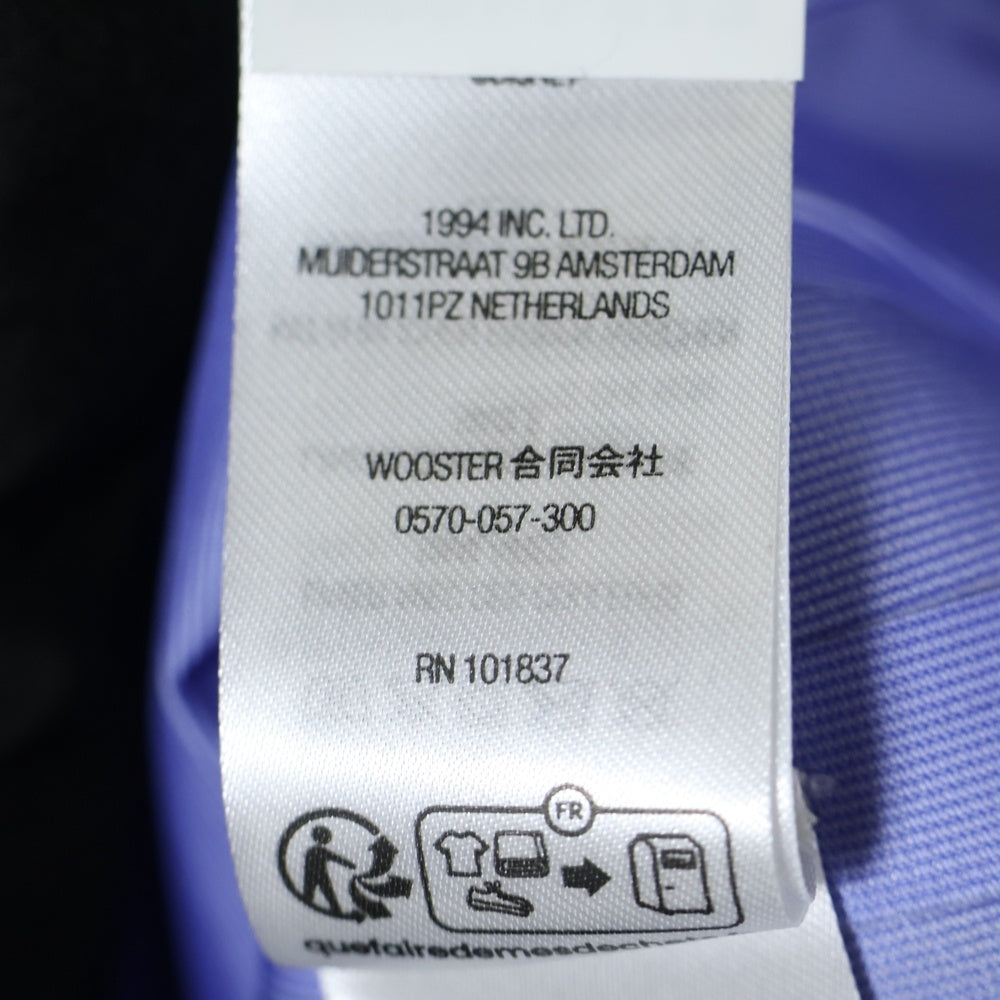 1994 INC. LTD.
MUIDERSTRAAT 9B AMSTERDAM
1011PZ NETHERLANDS
WOOSTER 合同会社
0570-057-300
RN 101837
FR